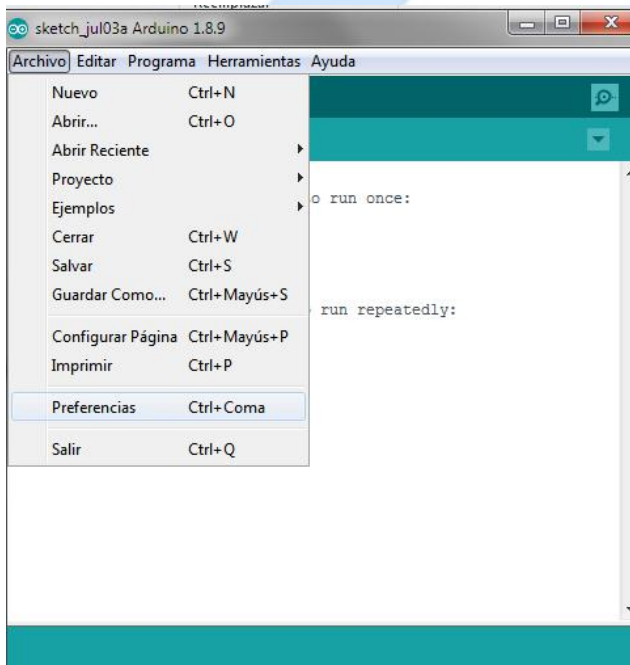 Reemplazar
sketch_jul03a Arduino 1.8.9
Archivo Editar Programa Herramientas Ayuda
Nuevo Ctrl+N
Abrir... Ctrl+O
Abrir Reciente
Proyecto
Ejemplos
o run once:
Cerrar Ctrl+W
Salvar Ctrl+S
Guardar Como... Ctrl+Mayús+S
run repeatedly:
Configurar Página Ctrl+Mayús+P
Imprimir Ctrl+P
Preferencias Ctrl+Coma
Salir Ctrl+Q